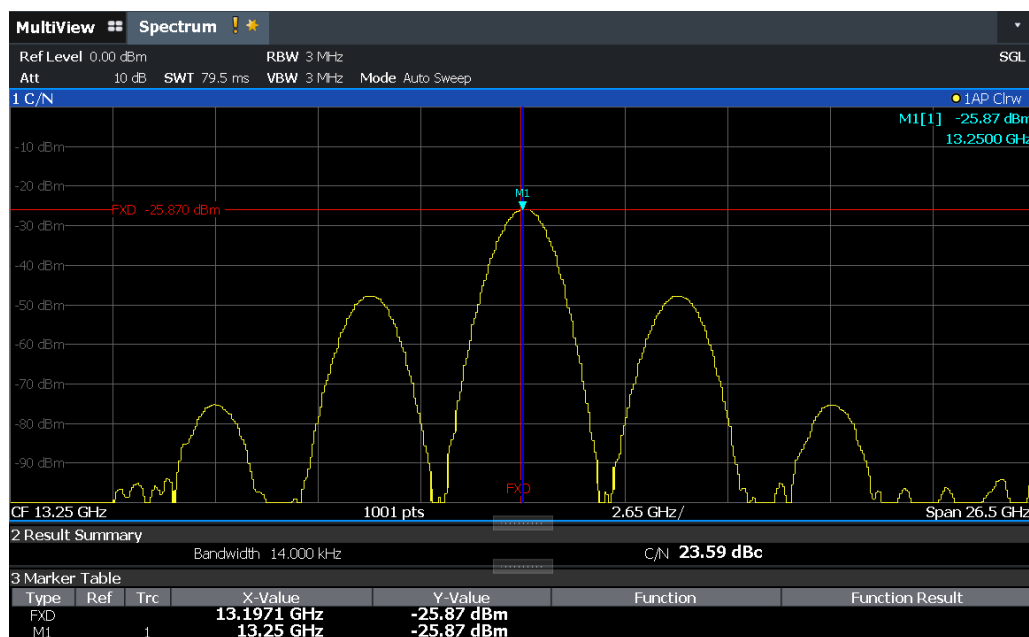 MultiView Spectrum !
Ref Level 0.00 dBm RBW 3 MHz SGL
Att 10 dB SWT 79.5 ms VBW 3 MHz Mode Auto Sweep
1 C/N 1AP Clrw
M1[1] -25.87 dBm
13.2500 GHz
-10 dBm
-20 dBm
M1
FXD -25.870 dBm
-30 dBm
-40 dBm
-50 dBm
-60 dBm
-70 dBm
-80 dBm
-90 dBm
FXD
CF 13.25 GHz 1001 pts 2.65 GHz/ Span 26.5 GHz
2 Result Summary
Bandwidth 14.000 kHz C/N 23.59 dBc
3 Marker Table
Type Ref Trc X-Value Y-Value Function Function Result
FXD 13.1971 GHz -25.87 dBm
M1 1 13.25 GHz -25.87 dBm